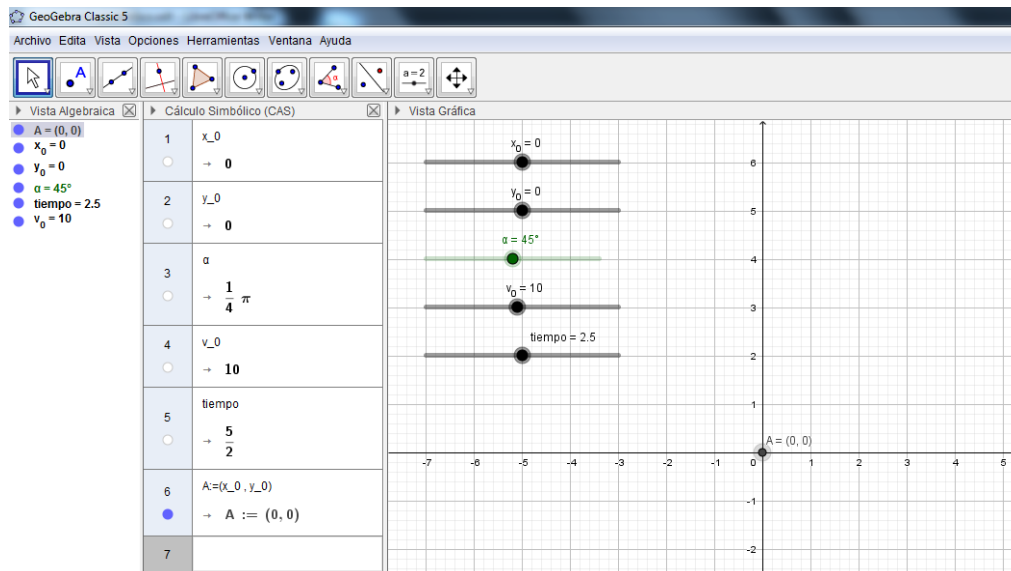 GeoGebra Classic 5
Archivo Edita Vista Opciones Herramientas Ventana Ayuda
A
α
a=2
Vista Algebraica
A = (0, 0)
x₀ = 0
y₀ = 0
α = 45°
tiempo = 2.5
v₀ = 10
Cálculo Simbólico (CAS)
1
x_0
→ 0
2
y_0
→ 0
3
α
→ 1/4 π
4
v_0
→ 10
5
tiempo
→ 5/2
6
A:=(x_0 , y_0)
→ A := (0, 0)
7
Vista Gráfica
x₀ = 0
y₀ = 0
α = 45°
v₀ = 10
tiempo = 2.5
6
5
4
3
2
1
A = (0, 0)
-7 -6 -5 -4 -3 -2 -1 0 1 2 3 4 5
-1
-2